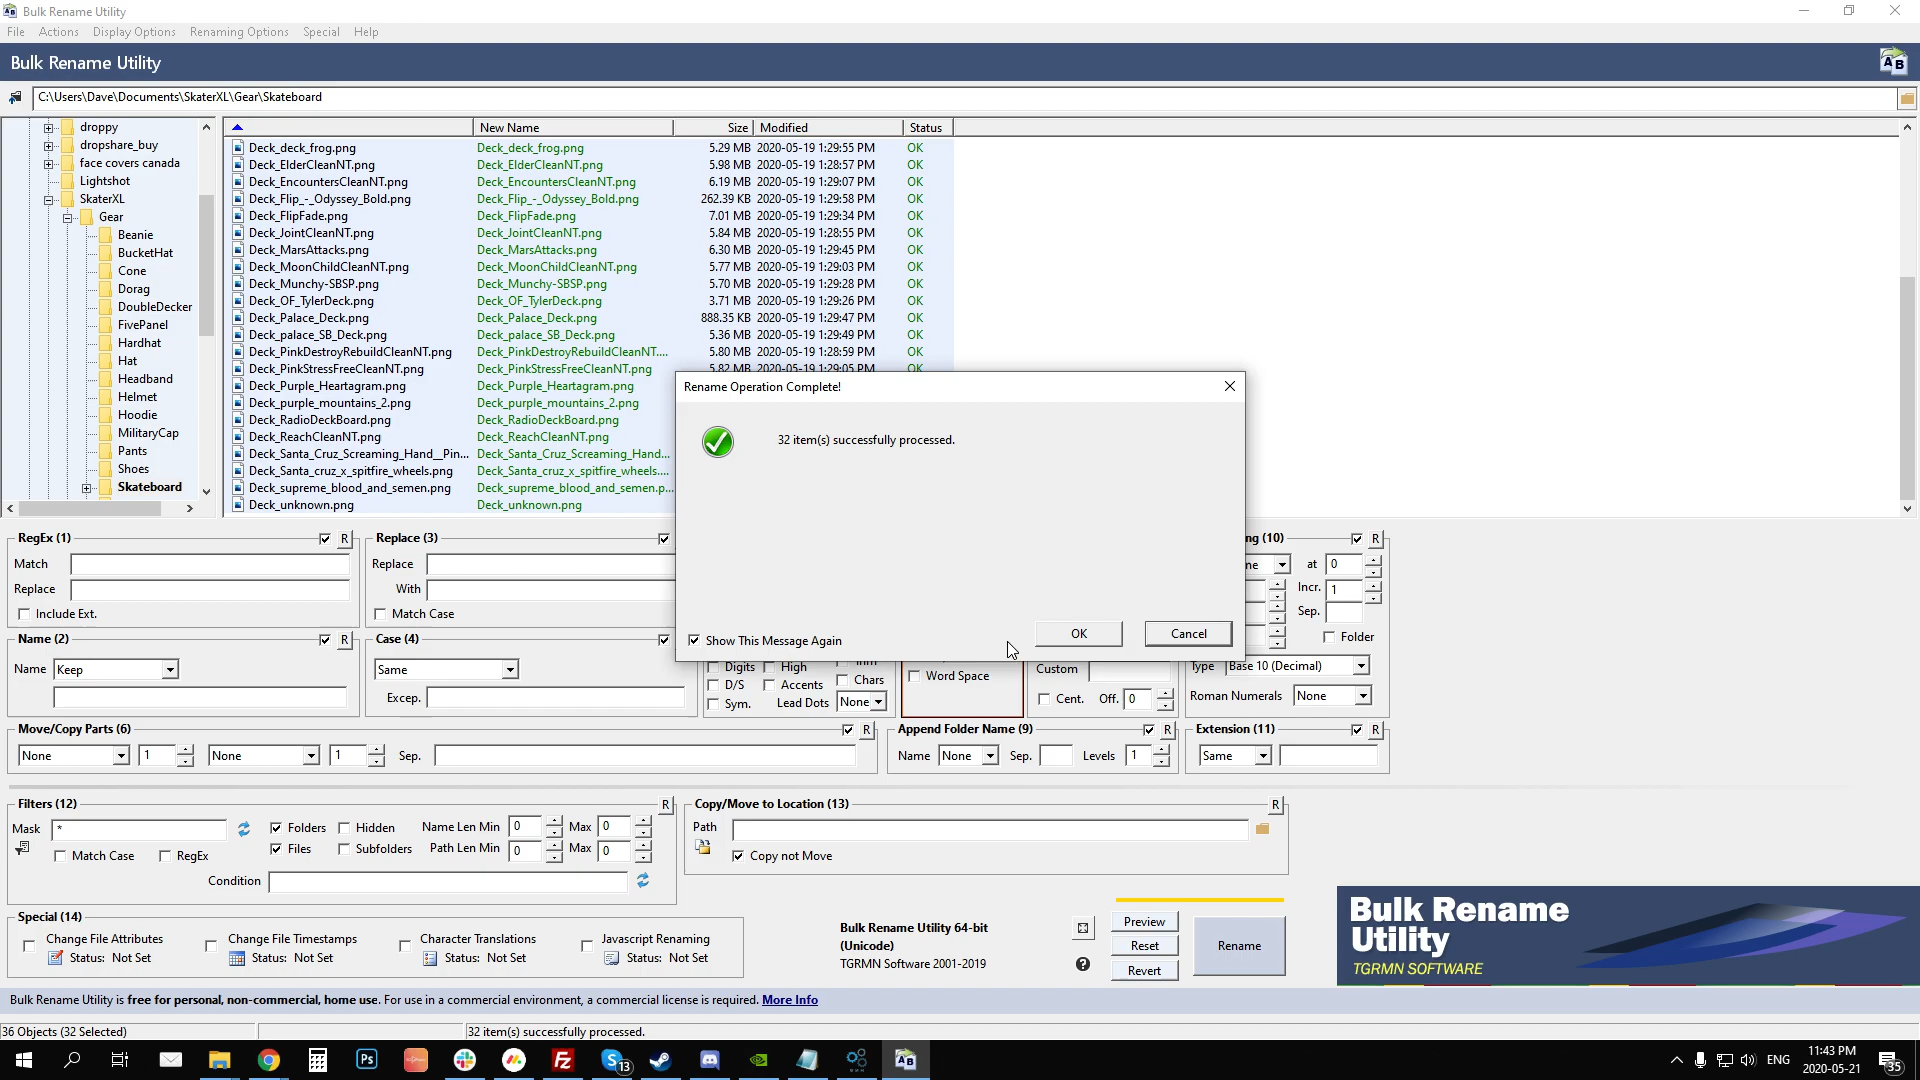 Bulk Rename Utility
File Actions Display Options Renaming Options Special Help
Bulk Rename Utility
C:\Users\Dave\Documents\SkaterXL\Gear\Skateboard
droppy
dropshare_buy
face covers canada
Lightshot
SkaterXL
Gear
Beanie
BucketHat
Cone
Dorag
DoubleDecker
FivePanel
Hardhat
Hat
Headband
Helmet
Hoodie
MilitaryCap
Pants
Shoes
Skateboard
New Name Size Modified Status
Deck_deck_frog.png Deck_deck_frog.png 5.29 MB 2020-05-19 1:29:55 PM OK
Deck_ElderCleanNT.png Deck_ElderCleanNT.png 5.98 MB 2020-05-19 1:28:57 PM OK
Deck_EncountersCleanNT.png Deck_EncountersCleanNT.png 6.19 MB 2020-05-19 1:29:07 PM OK
Deck_Flip_-_Odyssey_Bold.png Deck_Flip_-_Odyssey_Bold.png 262.39 KB 2020-05-19 1:29:58 PM OK
Deck_FlipFade.png Deck_FlipFade.png 7.01 MB 2020-05-19 1:29:34 PM OK
Deck_JointCleanNT.png Deck_JointCleanNT.png 5.84 MB 2020-05-19 1:28:55 PM OK
Deck_MarsAttacks.png Deck_MarsAttacks.png 6.30 MB 2020-05-19 1:29:45 PM OK
Deck_MoonChildCleanNT.png Deck_MoonChildCleanNT.png 5.77 MB 2020-05-19 1:29:03 PM OK
Deck_Munchy-SBSP.png Deck_Munchy-SBSP.png 5.70 MB 2020-05-19 1:29:28 PM OK
Deck_OF_TylerDeck.png Deck_OF_TylerDeck.png 3.71 MB 2020-05-19 1:29:26 PM OK
Deck_Palace_Deck.png Deck_Palace_Deck.png 888.35 KB 2020-05-19 1:29:47 PM OK
Deck_palace_SB_Deck.png Deck_palace_SB_Deck.png 5.36 MB 2020-05-19 1:29:49 PM OK
Deck_PinkDestroyRebuildCleanNT.png Deck_PinkDestroyRebuildCleanNT.... 5.80 MB 2020-05-19 1:28:59 PM OK
Deck_PinkStressFreeCleanNT.png Deck_PinkStressFreeCleanNT.png 5.82 MB 2020-05-19 1:29:05 PM OK
Deck_Purple_Heartagram.png Deck_Purple_Heartagram.png
Deck_purple_mountains_2.png Deck_purple_mountains_2.png
Deck_RadioDeckBoard.png Deck_RadioDeckBoard.png
Deck_ReachCleanNT.png Deck_ReachCleanNT.png
Deck_Santa_Cruz_Screaming_Hand__Pin... Deck_Santa_Cruz_Screaming_Hand...
Deck_Santa_cruz_x_spitfire_wheels.png Deck_Santa_cruz_x_spitfire_wheels....
Deck_supreme_blood_and_semen.png Deck_supreme_blood_and_semen.p...
Deck_unknown.png Deck_unknown.png
Rename Operation Complete!
32 item(s) successfully processed.
Show This Message Again OK Cancel
RegEx (1) R
Match
Replace
Include Ext.
Replace (3)
Replace
With
Match Case
ng (10) R
ne at 0
Incr. 1
Sep.
Folder
Type Base 10 (Decimal)
Roman Numerals None
Name (2) R
Name Keep
Case (4)
Same
Excep.
Digits High Trim
D/S Accents Chars
Sym. Lead Dots None
Word Space
Custom
Cent. Off. 0
Move/Copy Parts (6) R
None 1 None 1 Sep.
Append Folder Name (9) R
Name None Sep. Levels 1
Extension (11) R
Same
Filters (12) R
Mask * Folders Hidden Name Len Min 0 Max 0
Match Case RegEx Files Subfolders Path Len Min 0 Max 0
Condition
Copy/Move to Location (13) R
Path
Copy not Move
Special (14)
Change File Attributes Change File Timestamps Character Translations Javascript Renaming
Status: Not Set Status: Not Set Status: Not Set Status: Not Set
Bulk Rename Utility 64-bit
(Unicode)
TGRMN Software 2001-2019
Preview
Reset
Revert
Rename
Bulk Rename
Utility
TGRMN SOFTWARE
Bulk Rename Utility is free for personal, non-commercial, home use. For use in a commercial environment, a commercial license is required. More Info
36 Objects (32 Selected) 32 item(s) successfully processed.
Ps
13
AB
ENG
11:43 PM
2020-05-21
35